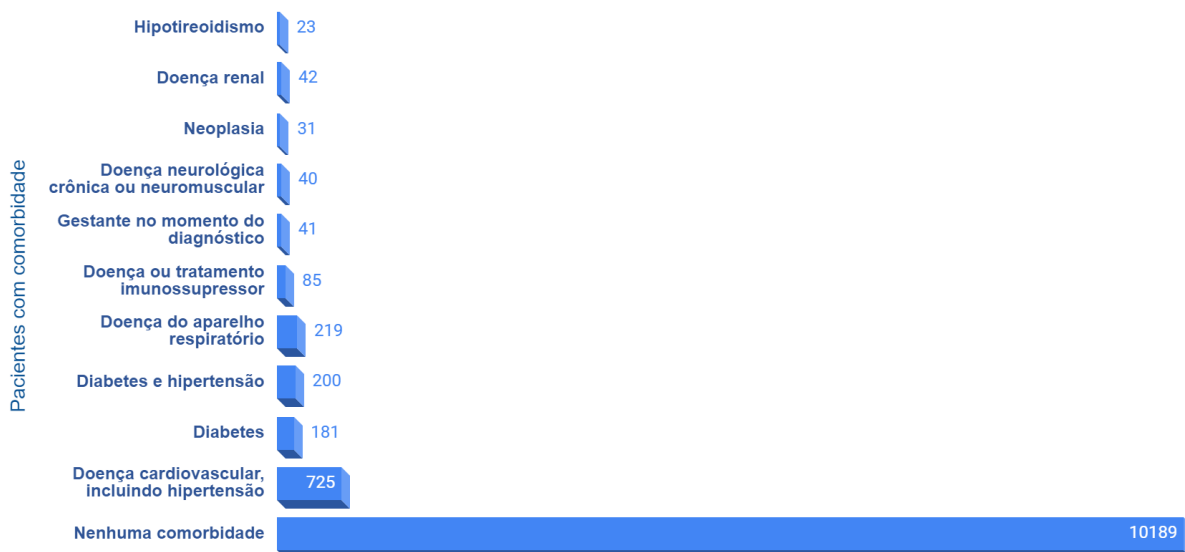 Pacientes com comorbidade
Hipotireoidismo
23
Doença renal
42
Neoplasia
31
Doença neurológica
crônica ou neuromuscular
40
Gestante no momento do
diagnóstico
41
Doença ou tratamento
imunossupressor
85
Doença do aparelho
respiratório
219
Diabetes e hipertensão
200
Diabetes
181
Doença cardiovascular,
incluindo hipertensão
725
Nenhuma comorbidade
10189